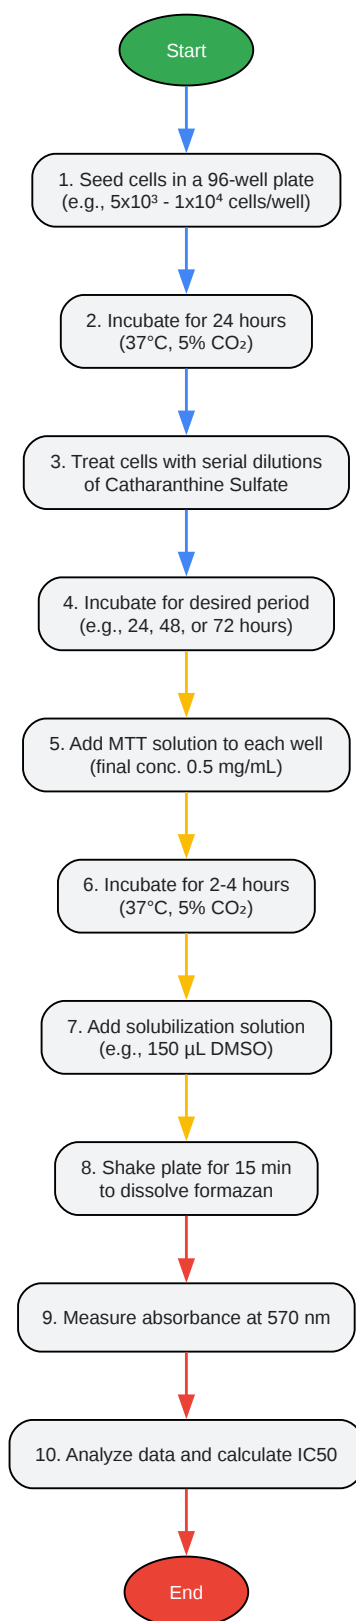 Start
1. Seed cells in a 96-well plate
(e.g., 5x10³ - 1x10⁴ cells/well)
2. Incubate for 24 hours
(37°C, 5% CO₂)
3. Treat cells with serial dilutions
of Catharanthine Sulfate
4. Incubate for desired period
(e.g., 24, 48, or 72 hours)
5. Add MTT solution to each well
(final conc. 0.5 mg/mL)
6. Incubate for 2-4 hours
(37°C, 5% CO₂)
7. Add solubilization solution
(e.g., 150 µL DMSO)
8. Shake plate for 15 min
to dissolve formazan
9. Measure absorbance at 570 nm
10. Analyze data and calculate IC50
End